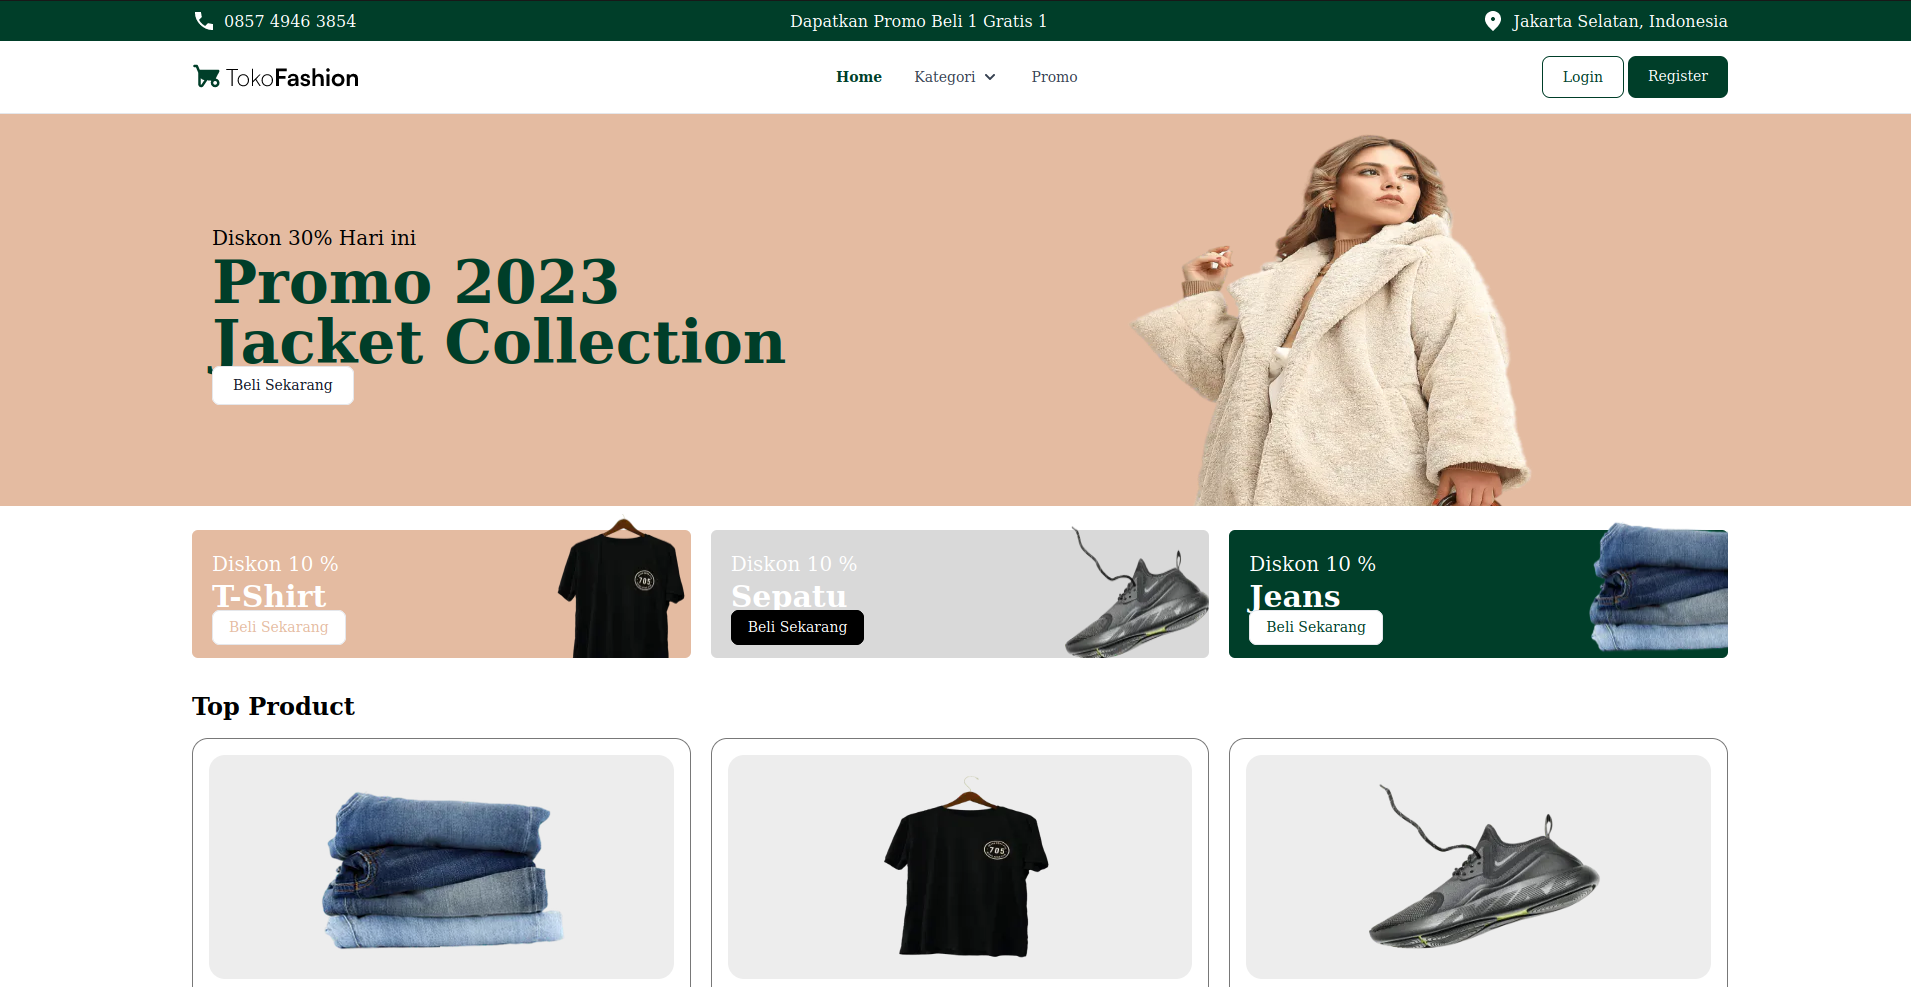 0857 4946 3854
Dapatkan Promo Beli 1 Gratis 1
Jakarta Selatan, Indonesia
TokoFashion
Home
Kategori
Promo
Login
Register
Diskon 30% Hari ini
Promo 2023
Jacket Collection
Beli Sekarang
Diskon 10 %
T-Shirt
Beli Sekarang
705
Diskon 10 %
Sepatu
Beli Sekarang
Diskon 10 %
Jeans
Beli Sekarang
Top Product
705